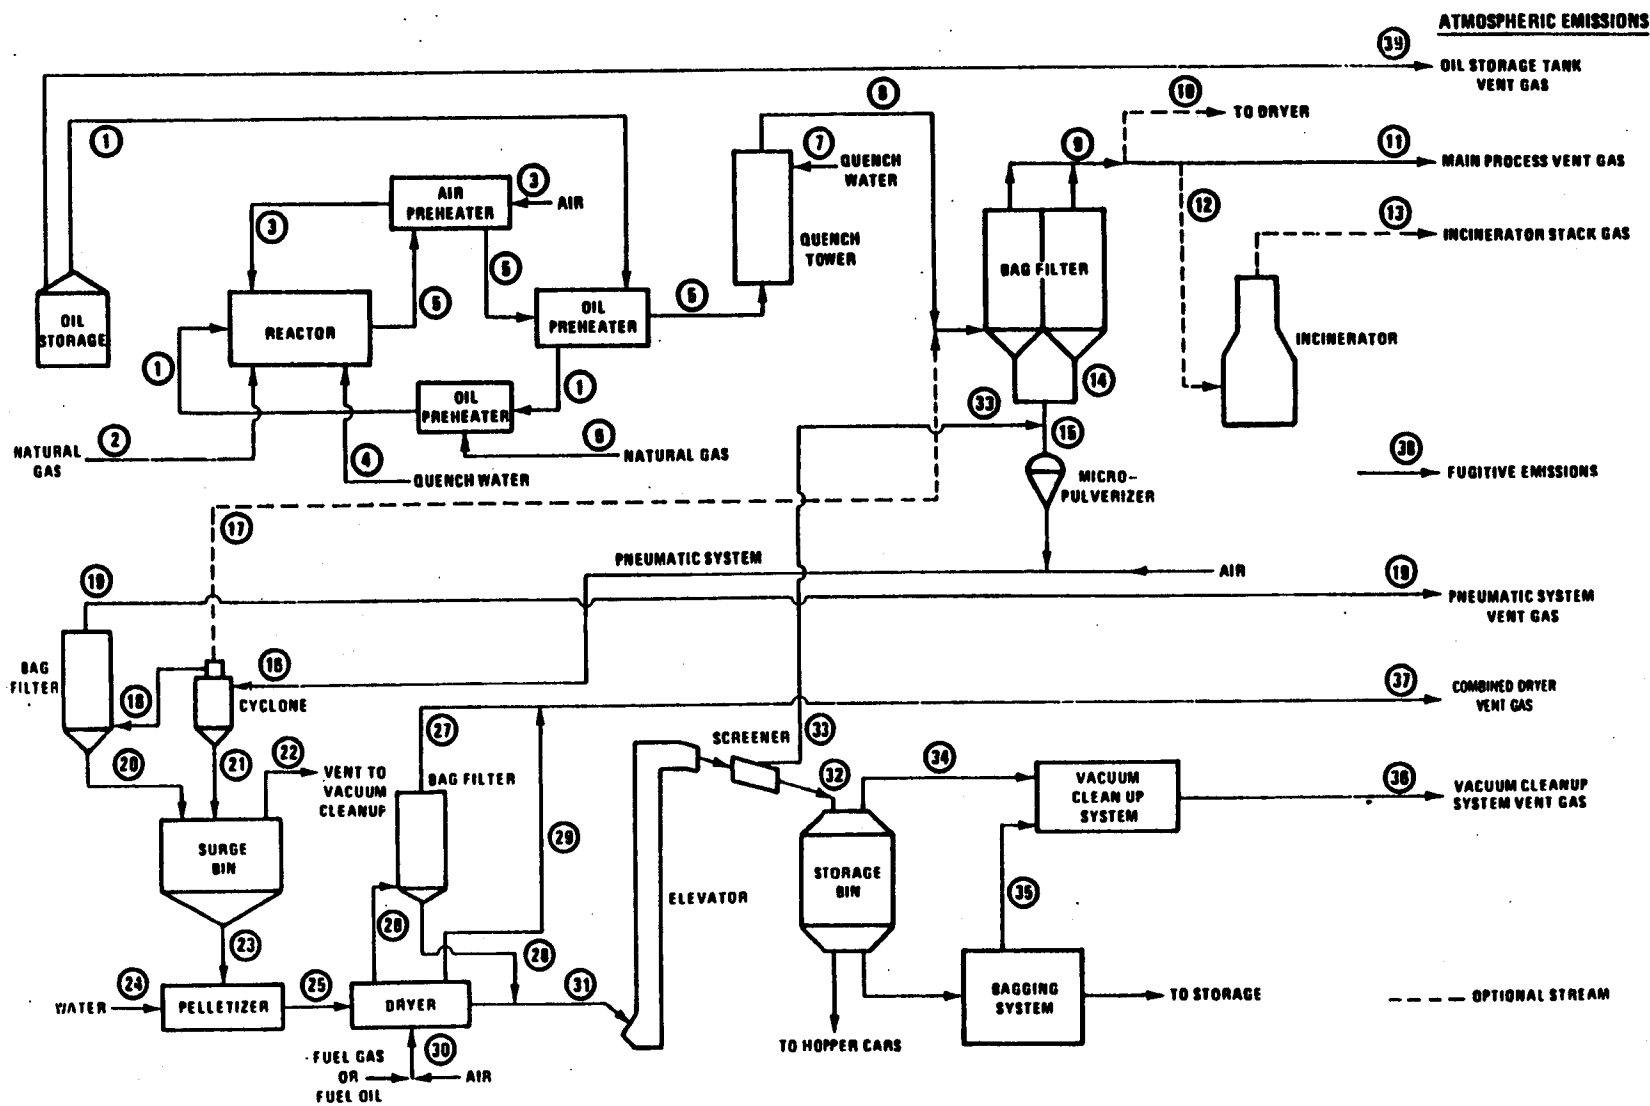 ATMOSPHERIC EMISSIONS
39
OIL STORAGE TANK
VENT GAS
10
TO DRYER
8
1
9
11
MAIN PROCESS VENT GAS
7
QUENCH
WATER
3
AIR
AIR
PREHEATER
3
12
13
INCINERATOR STACK GAS
QUENCH
TOWER
5
5
5
BAG FILTER
OIL
STORAGE
REACTOR
OIL
PREHEATER
INCINERATOR
1
1
14
OIL
PREHEATER
33
15
2
NATURAL
GAS
4
QUENCH WATER
6
NATURAL GAS
38
FUGITIVE EMISSIONS
MICRO-
PULVERIZER
17
PNEUMATIC SYSTEM
AIR
19
19
PNEUMATIC SYSTEM
VENT GAS
BAG
FILTER
16
18
CYCLONE
37
COMBINED DRYER
VENT GAS
27
SCREENER
33
20
21
22
VENT TO
VACUUM
CLEANUP
BAG FILTER
32
34
VACUUM
CLEAN UP
SYSTEM
36
VACUUM CLEANUP
SYSTEM VENT GAS
SURGE
BIN
29
STORAGE
BIN
ELEVATOR
35
26
23
28
24
WATER
PELLETIZER
25
DRYER
31
BAGGING
SYSTEM
TO STORAGE
OPTIONAL STREAM
TO HOPPER CARS
30
FUEL GAS
OR
FUEL OIL
AIR